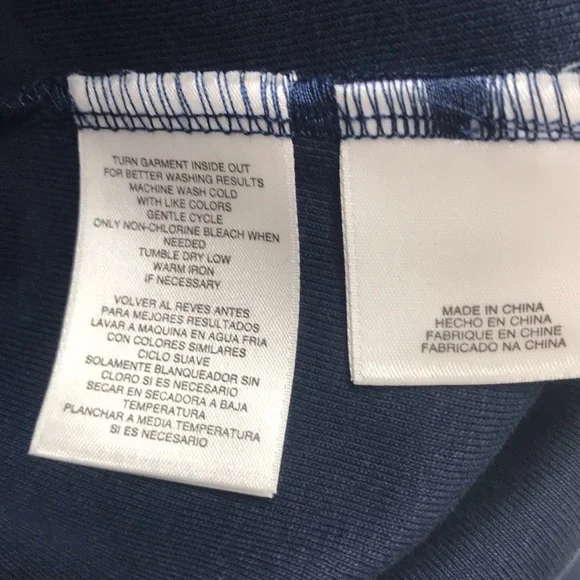 TURN GARMENT INSIDE OUT
FOR BETTER WASHING RESULTS
MACHINE WASH COLD
WITH LIKE COLORS
GENTLE CYCLE
ONLY NON-CHLORINE BLEACH WHEN
NEEDED
TUMBLE DRY LOW
WARM IRON
IF NECESSARY
VOLVER AL REVES ANTES
PARA MEJORES RESULTADOS
LAVAR A MAQUINA EN AGUA FRIA
CON COLORES SIMILARES
CICLO SUAVE
SOLAMENTE BLANQUEADOR SIN
CLORO SI ES NECESARIO
SECAR EN SECADORA A BAJA
TEMPERATURA
PLANCHAR A MEDIA TEMPERATURA
SI ES NECESARIO
MADE IN CHINA
HECHO EN CHINA
FABRIQUE EN CHINE
FABRICADO NA CHINA